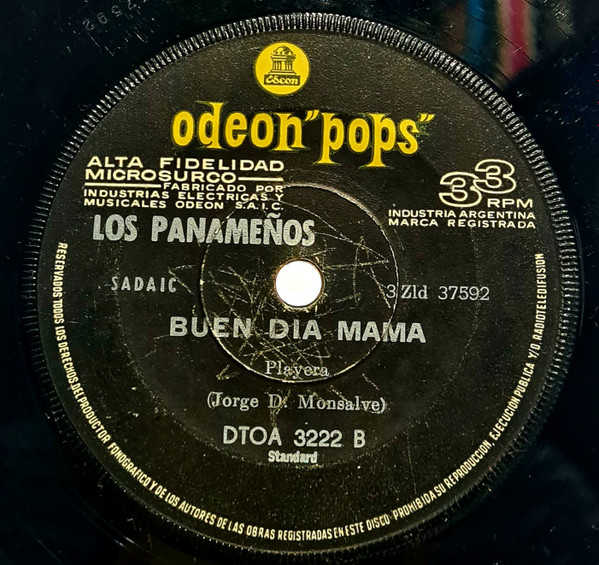 Odeon
odeon "pops"
ALTA FIDELIDAD
MICROSURCO
FABRICADO POR
INDUSTRIAS ELECTRICAS Y
MUSICALES ODEON S.A.I.C.
33 RPM
INDUSTRIA ARGENTINA
MARCA REGISTRADA
LOS PANAMEÑOS
SADAIC
3 Zld 37592
BUEN DIA MAMA
Playera
(Jorge D. Monsalve)
DTOA 3222 B
Standard
RESERVADOS TODOS LOS DERECHOS DEL PRODUCTOR FONOGRAFICO Y DE LOS AUTORES DE LAS OBRAS REGISTRADAS EN ESTE DISCO. PROHIBIDA SU REPRODUCCION, EJECUCION PUBLICA Y/O RADIOTELEDIFUSION